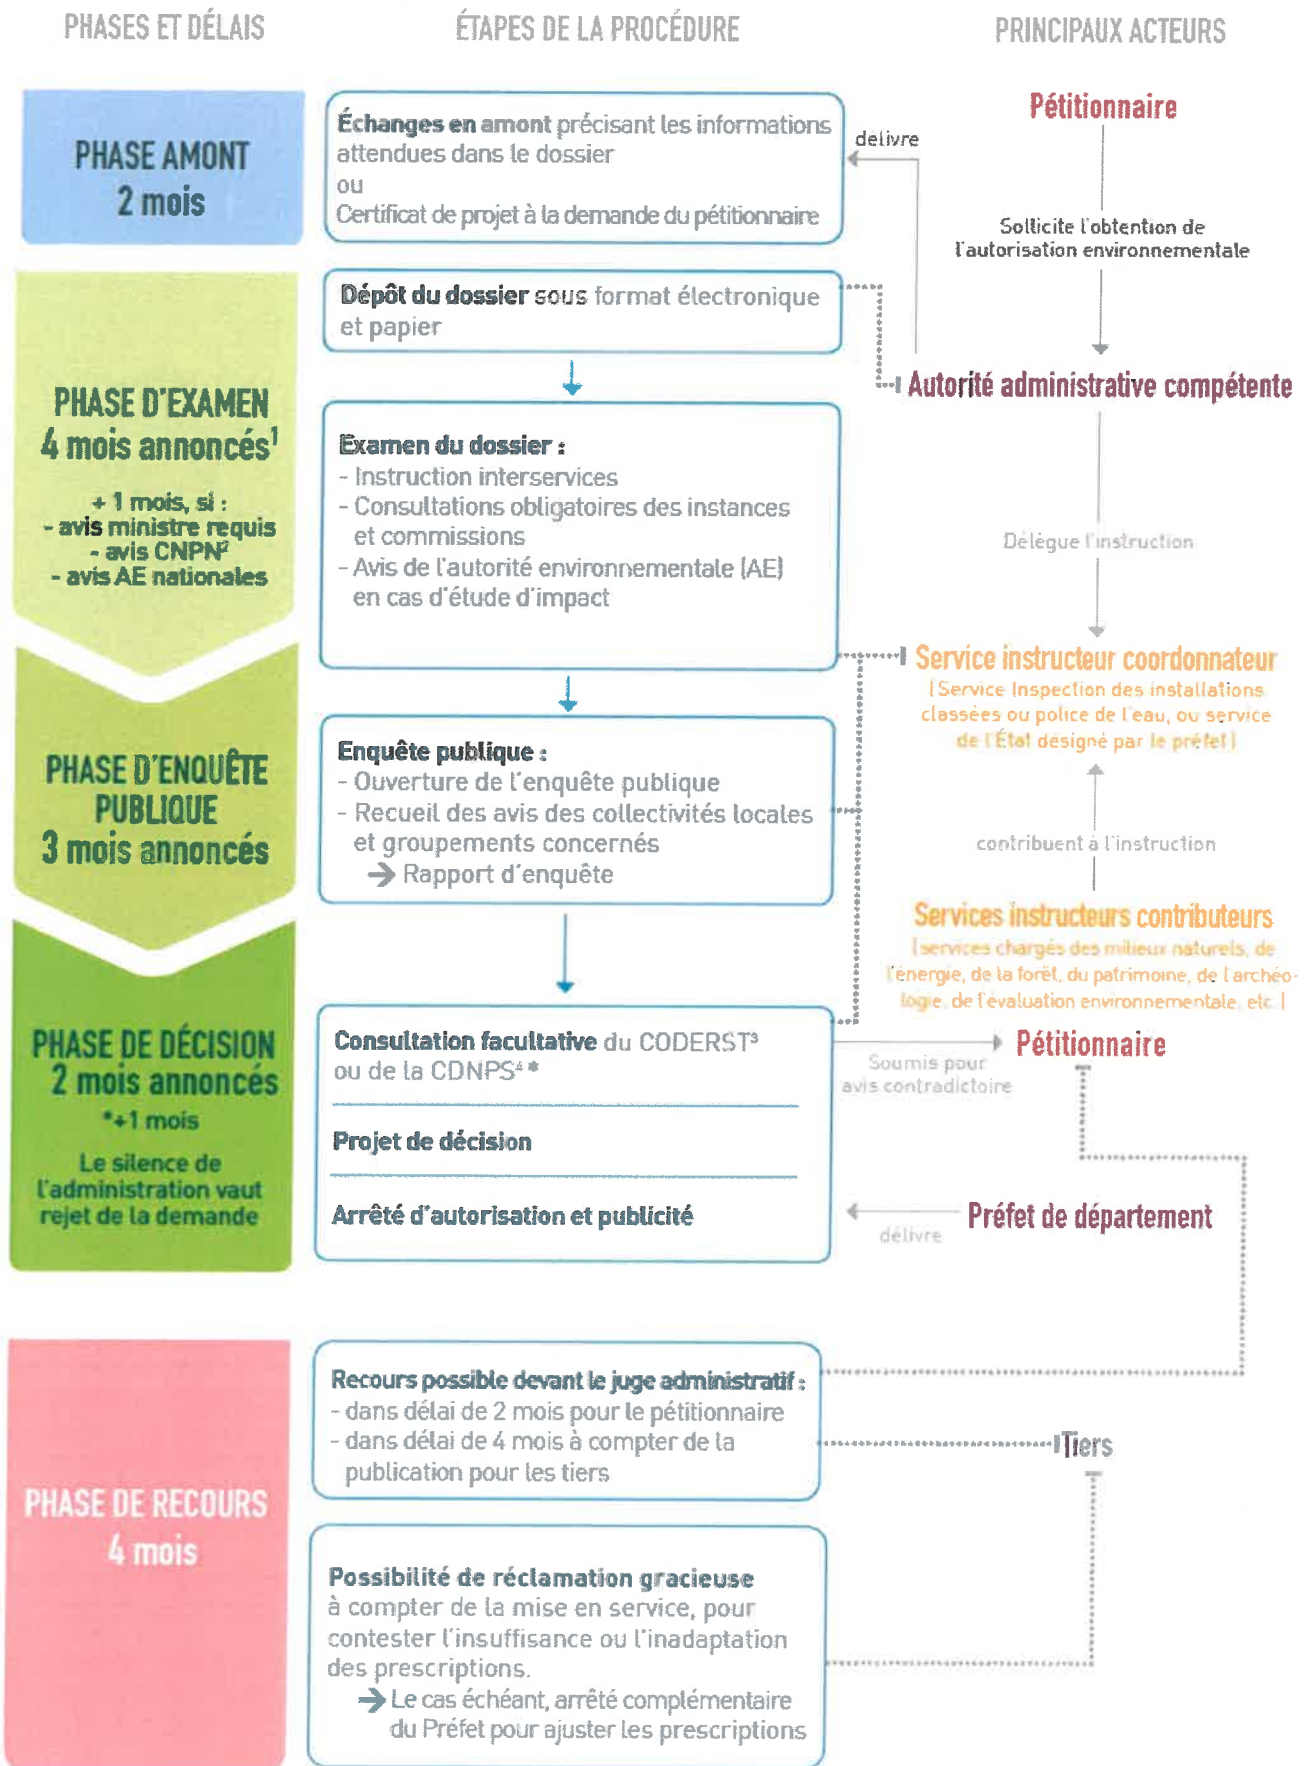 PHASES ET DÉLAIS
ÉTAPES DE LA PROCÉDURE
PRINCIPAUX ACTEURS
PHASE AMONT
2 mois
Échanges en amont précisant les informations
attendues dans le dossier
ou
Certificat de projet à la demande du pétitionnaire
delivre
Pétitionnaire
Sollicite l'obtention de
l'autorisation environnementale
Dépôt du dossier sous format électronique
et papier
Autorité administrative compétente
PHASE D'EXAMEN
4 mois annoncés¹
+ 1 mois, si :
- avis ministre requis
- avis CNPN²
- avis AE nationales
Examen du dossier :
- Instruction interservices
- Consultations obligatoires des instances
et commissions
- Avis de l'autorité environnementale (AE)
en cas d'étude d'impact
Délègue l'instruction
Service instructeur coordonnateur
(Service Inspection des installations
classées ou police de l'eau, ou service
de l'État désigné par le préfet)
PHASE D'ENQUÊTE
PUBLIQUE
3 mois annoncés
Enquête publique :
- Ouverture de l'enquête publique
- Recueil des avis des collectivités locales
et groupements concernés
→ Rapport d'enquête
contribuent à l'instruction
Services instructeurs contributeurs
(services chargés des milieux naturels, de
l'énergie, de la forêt, du patrimoine, de l'archéo-
logie, de l'évaluation environnementale, etc.)
PHASE DE DÉCISION
2 mois annoncés
*+1 mois
Le silence de
l'administration vaut
rejet de la demande
Consultation facultative du CODERST³
ou de la CDNPS⁴ *
Projet de décision
Arrêté d'autorisation et publicité
Soumis pour
avis contradictoire
Pétitionnaire
délivre
Préfet de département
PHASE DE RECOURS
4 mois
Recours possible devant le juge administratif :
- dans délai de 2 mois pour le pétitionnaire
- dans délai de 4 mois à compter de la
publication pour les tiers
Tiers
Possibilité de réclamation gracieuse
à compter de la mise en service, pour
contester l'insuffisance ou l'inadaptation
des prescriptions.
→ Le cas échéant, arrêté complémentaire
du Préfet pour ajuster les prescriptions